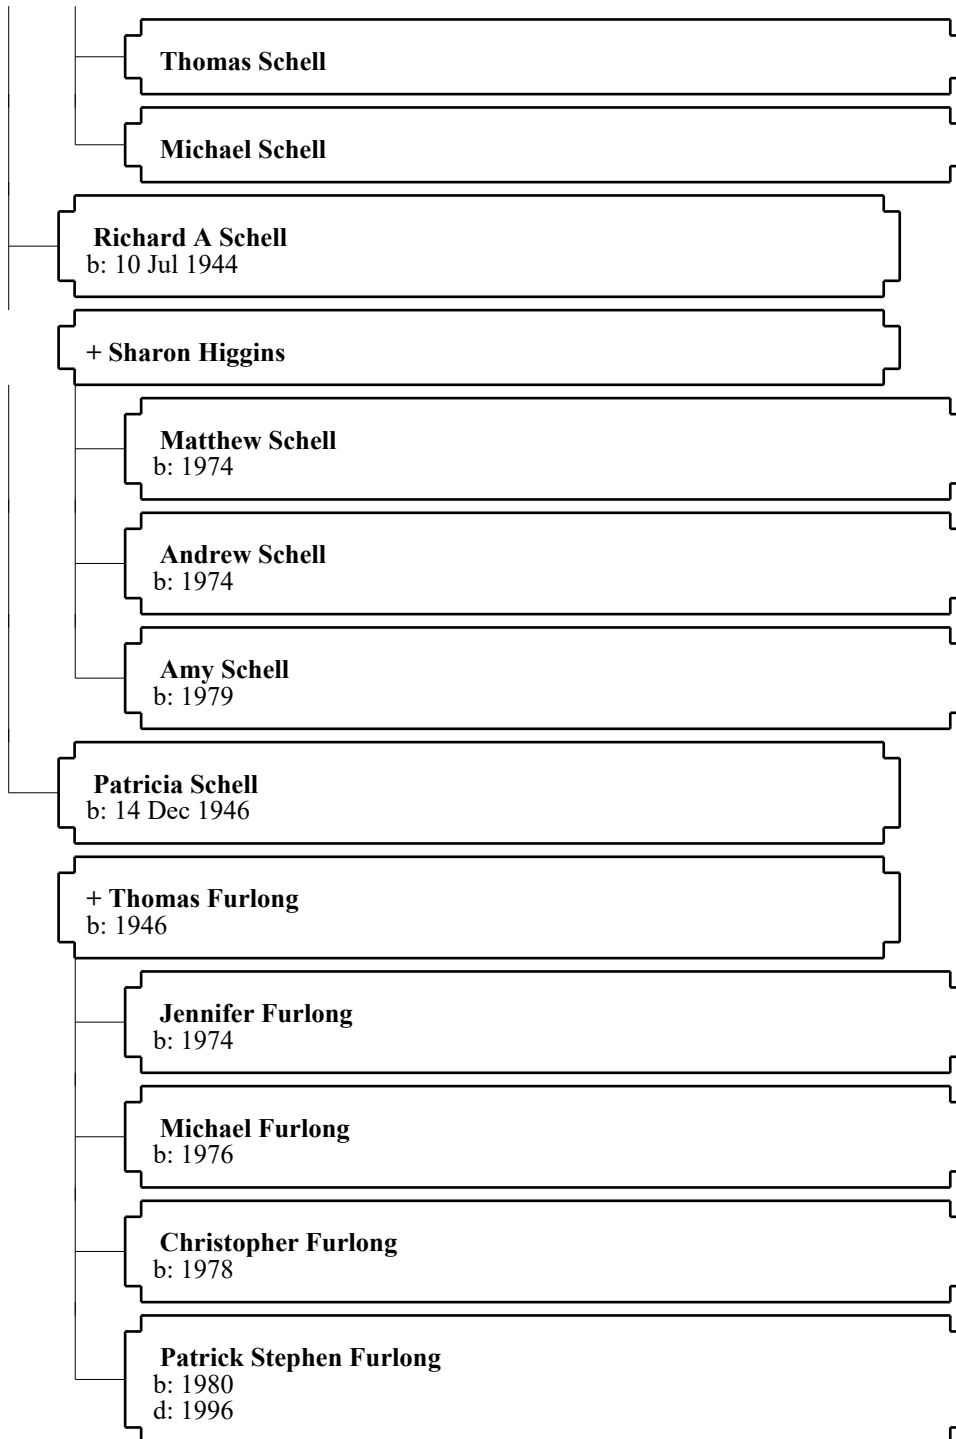 Thomas Schell
Michael Schell
Richard A Schell
b: 10 Jul 1944
+ Sharon Higgins
Matthew Schell
b: 1974
Andrew Schell
b: 1974
Amy Schell
b: 1979
Patricia Schell
b: 14 Dec 1946
+ Thomas Furlong
b: 1946
Jennifer Furlong
b: 1974
Michael Furlong
b: 1976
Christopher Furlong
b: 1978
Patrick Stephen Furlong
b: 1980
d: 1996